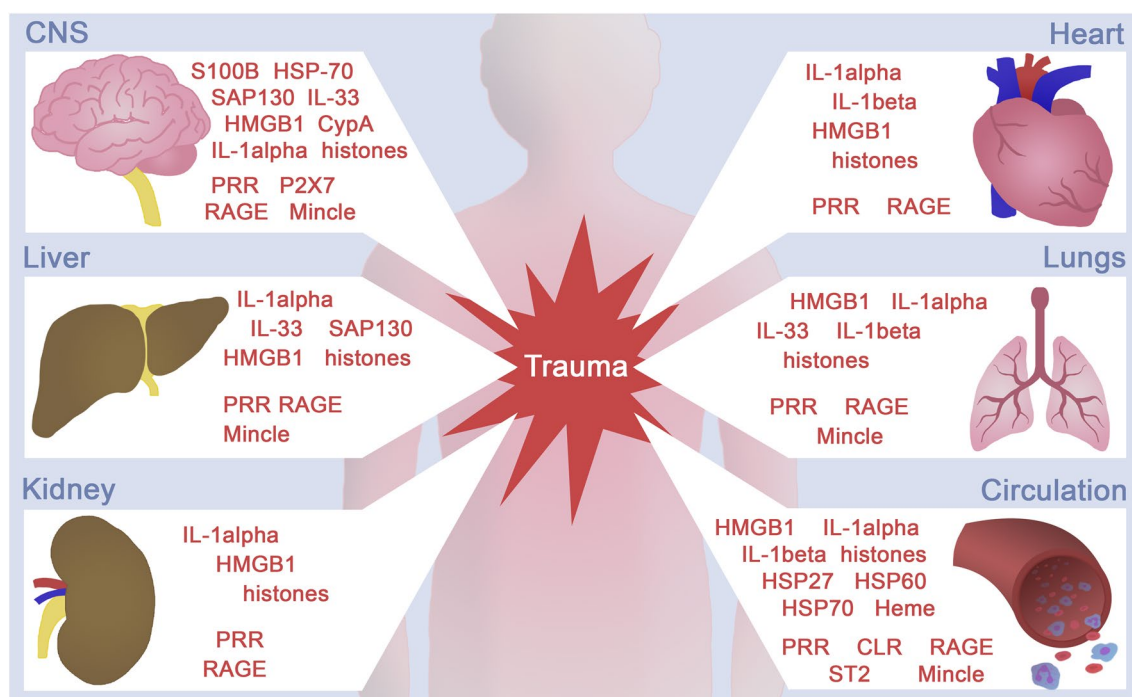 CNS
S100B HSP-70
SAP130 IL-33
HMGB1 CypA
IL-1alpha histones
PRR P2X7
RAGE Mincle
Heart
IL-1alpha
IL-1beta
HMGB1
histones
PRR RAGE
Liver
IL-1alpha
IL-33 SAP130
HMGB1 histones
PRR RAGE
Mincle
Trauma
Lungs
HMGB1 IL-1alpha
IL-33 IL-1beta
histones
PRR RAGE
Mincle
Kidney
IL-1alpha
HMGB1
histones
PRR
RAGE
Circulation
HMGB1 IL-1alpha
IL-1beta histones
HSP27 HSP60
HSP70 Heme
PRR CLR RAGE
ST2 Mincle